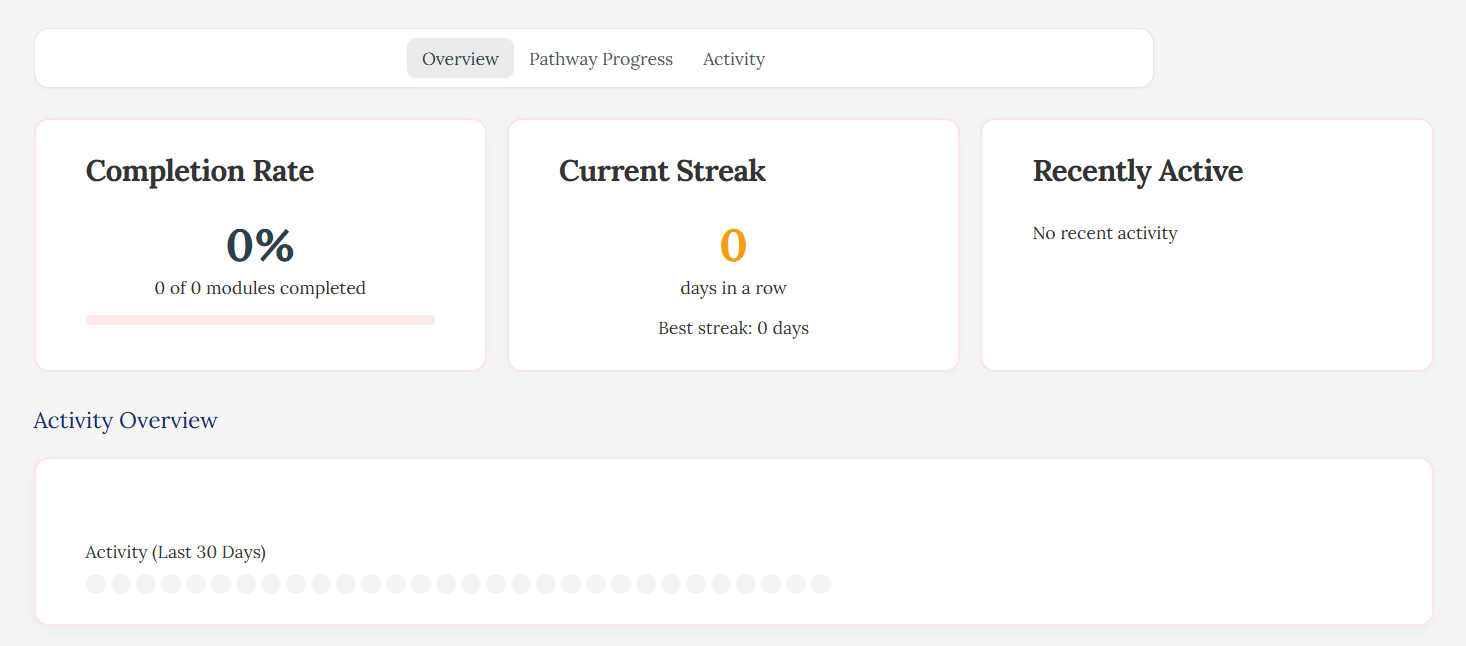 Overview Pathway Progress Activity
Completion Rate
0%
0 of 0 modules completed
Current Streak
0
days in a row
Best streak: 0 days
Recently Active
No recent activity
Activity Overview
Activity (Last 30 Days)